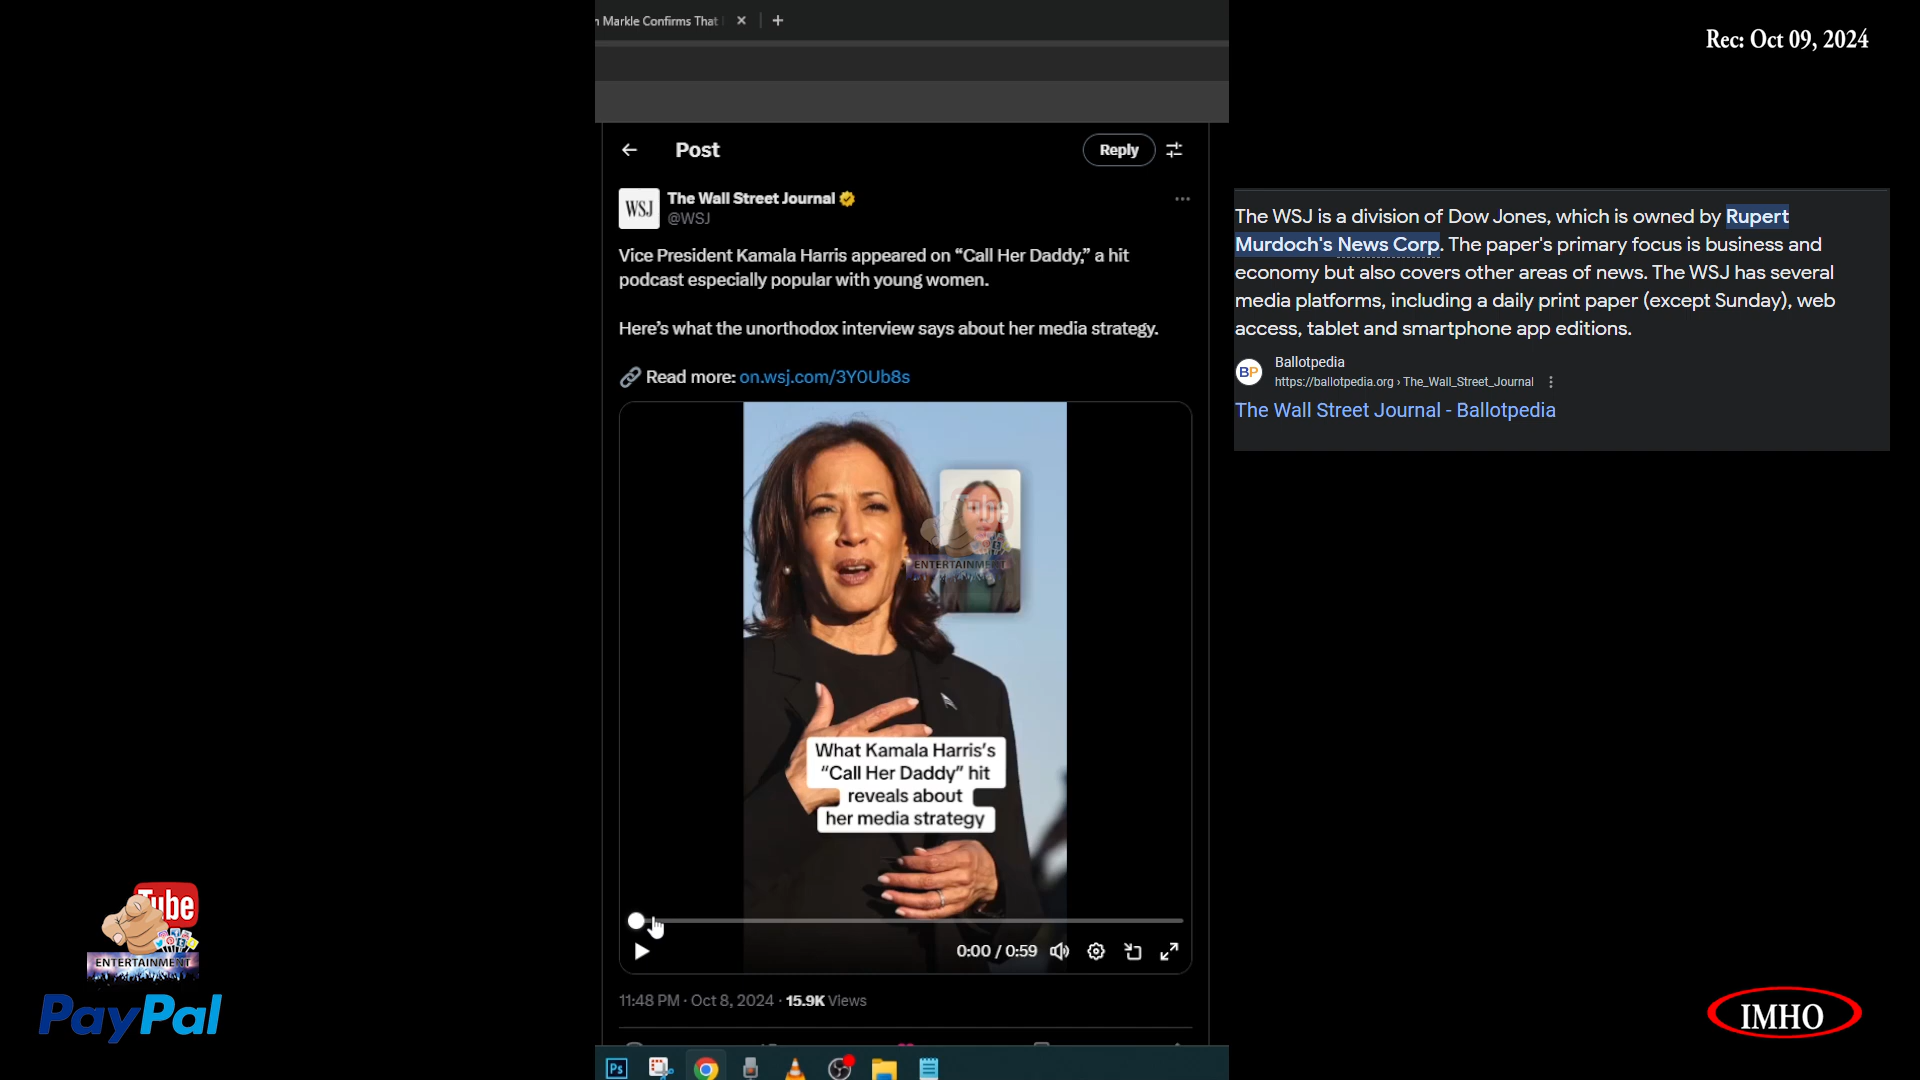 n Markle Confirms That
Rec: Oct 09, 2024
Post
Reply
WSJ
The Wall Street Journal
@WSJ
Vice President Kamala Harris appeared on “Call Her Daddy,” a hit
podcast especially popular with young women.
Here’s what the unorthodox interview says about her media strategy.
Read more: on.wsj.com/3Y0Ub8s
Tube
ENTERTAINMENT
What Kamala Harris’s
“Call Her Daddy” hit
reveals about
her media strategy
0:00 / 0:59
11:48 PM · Oct 8, 2024 · 15.9K Views
The WSJ is a division of Dow Jones, which is owned by Rupert
Murdoch's News Corp. The paper's primary focus is business and
economy but also covers other areas of news. The WSJ has several
media platforms, including a daily print paper (except Sunday), web
access, tablet and smartphone app editions.
BP
Ballotpedia
https://ballotpedia.org › The_Wall_Street_Journal
The Wall Street Journal - Ballotpedia
Tube
ENTERTAINMENT
PayPal
IMHO
Ps